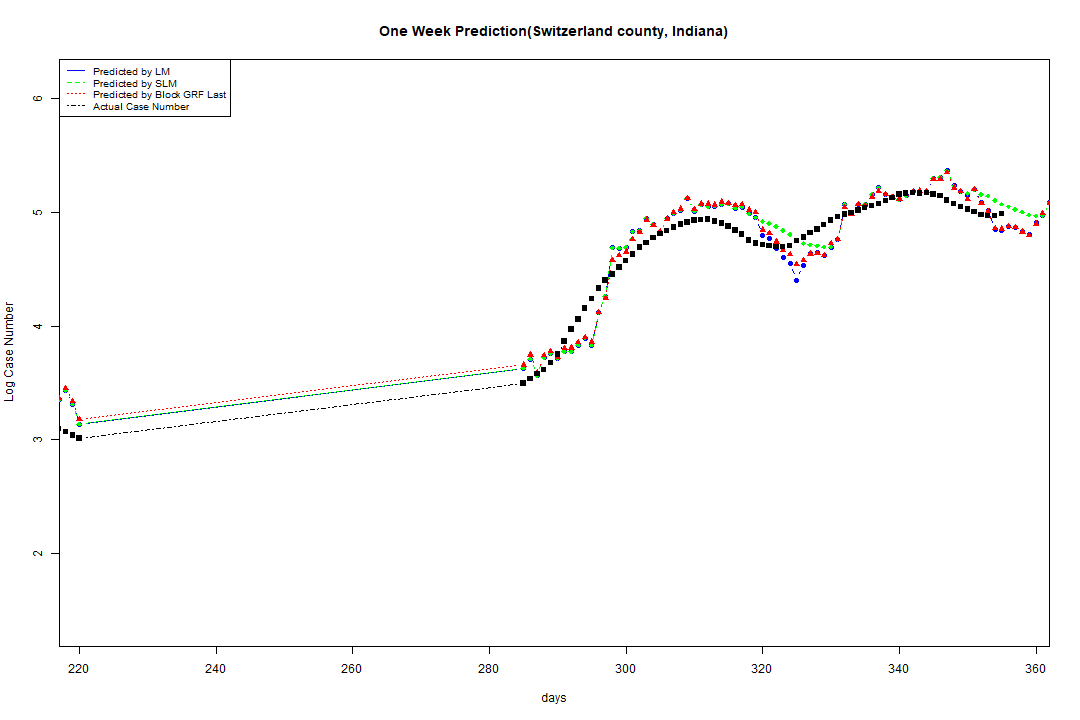 One Week Prediction(Switzerland county, Indiana)
Predicted by LM
Predicted by SLM
Predicted by Block GRF Last
Actual Case Number
6
5
4
3
2
Log Case Number
220 240 260 280 300 320 340 360
days